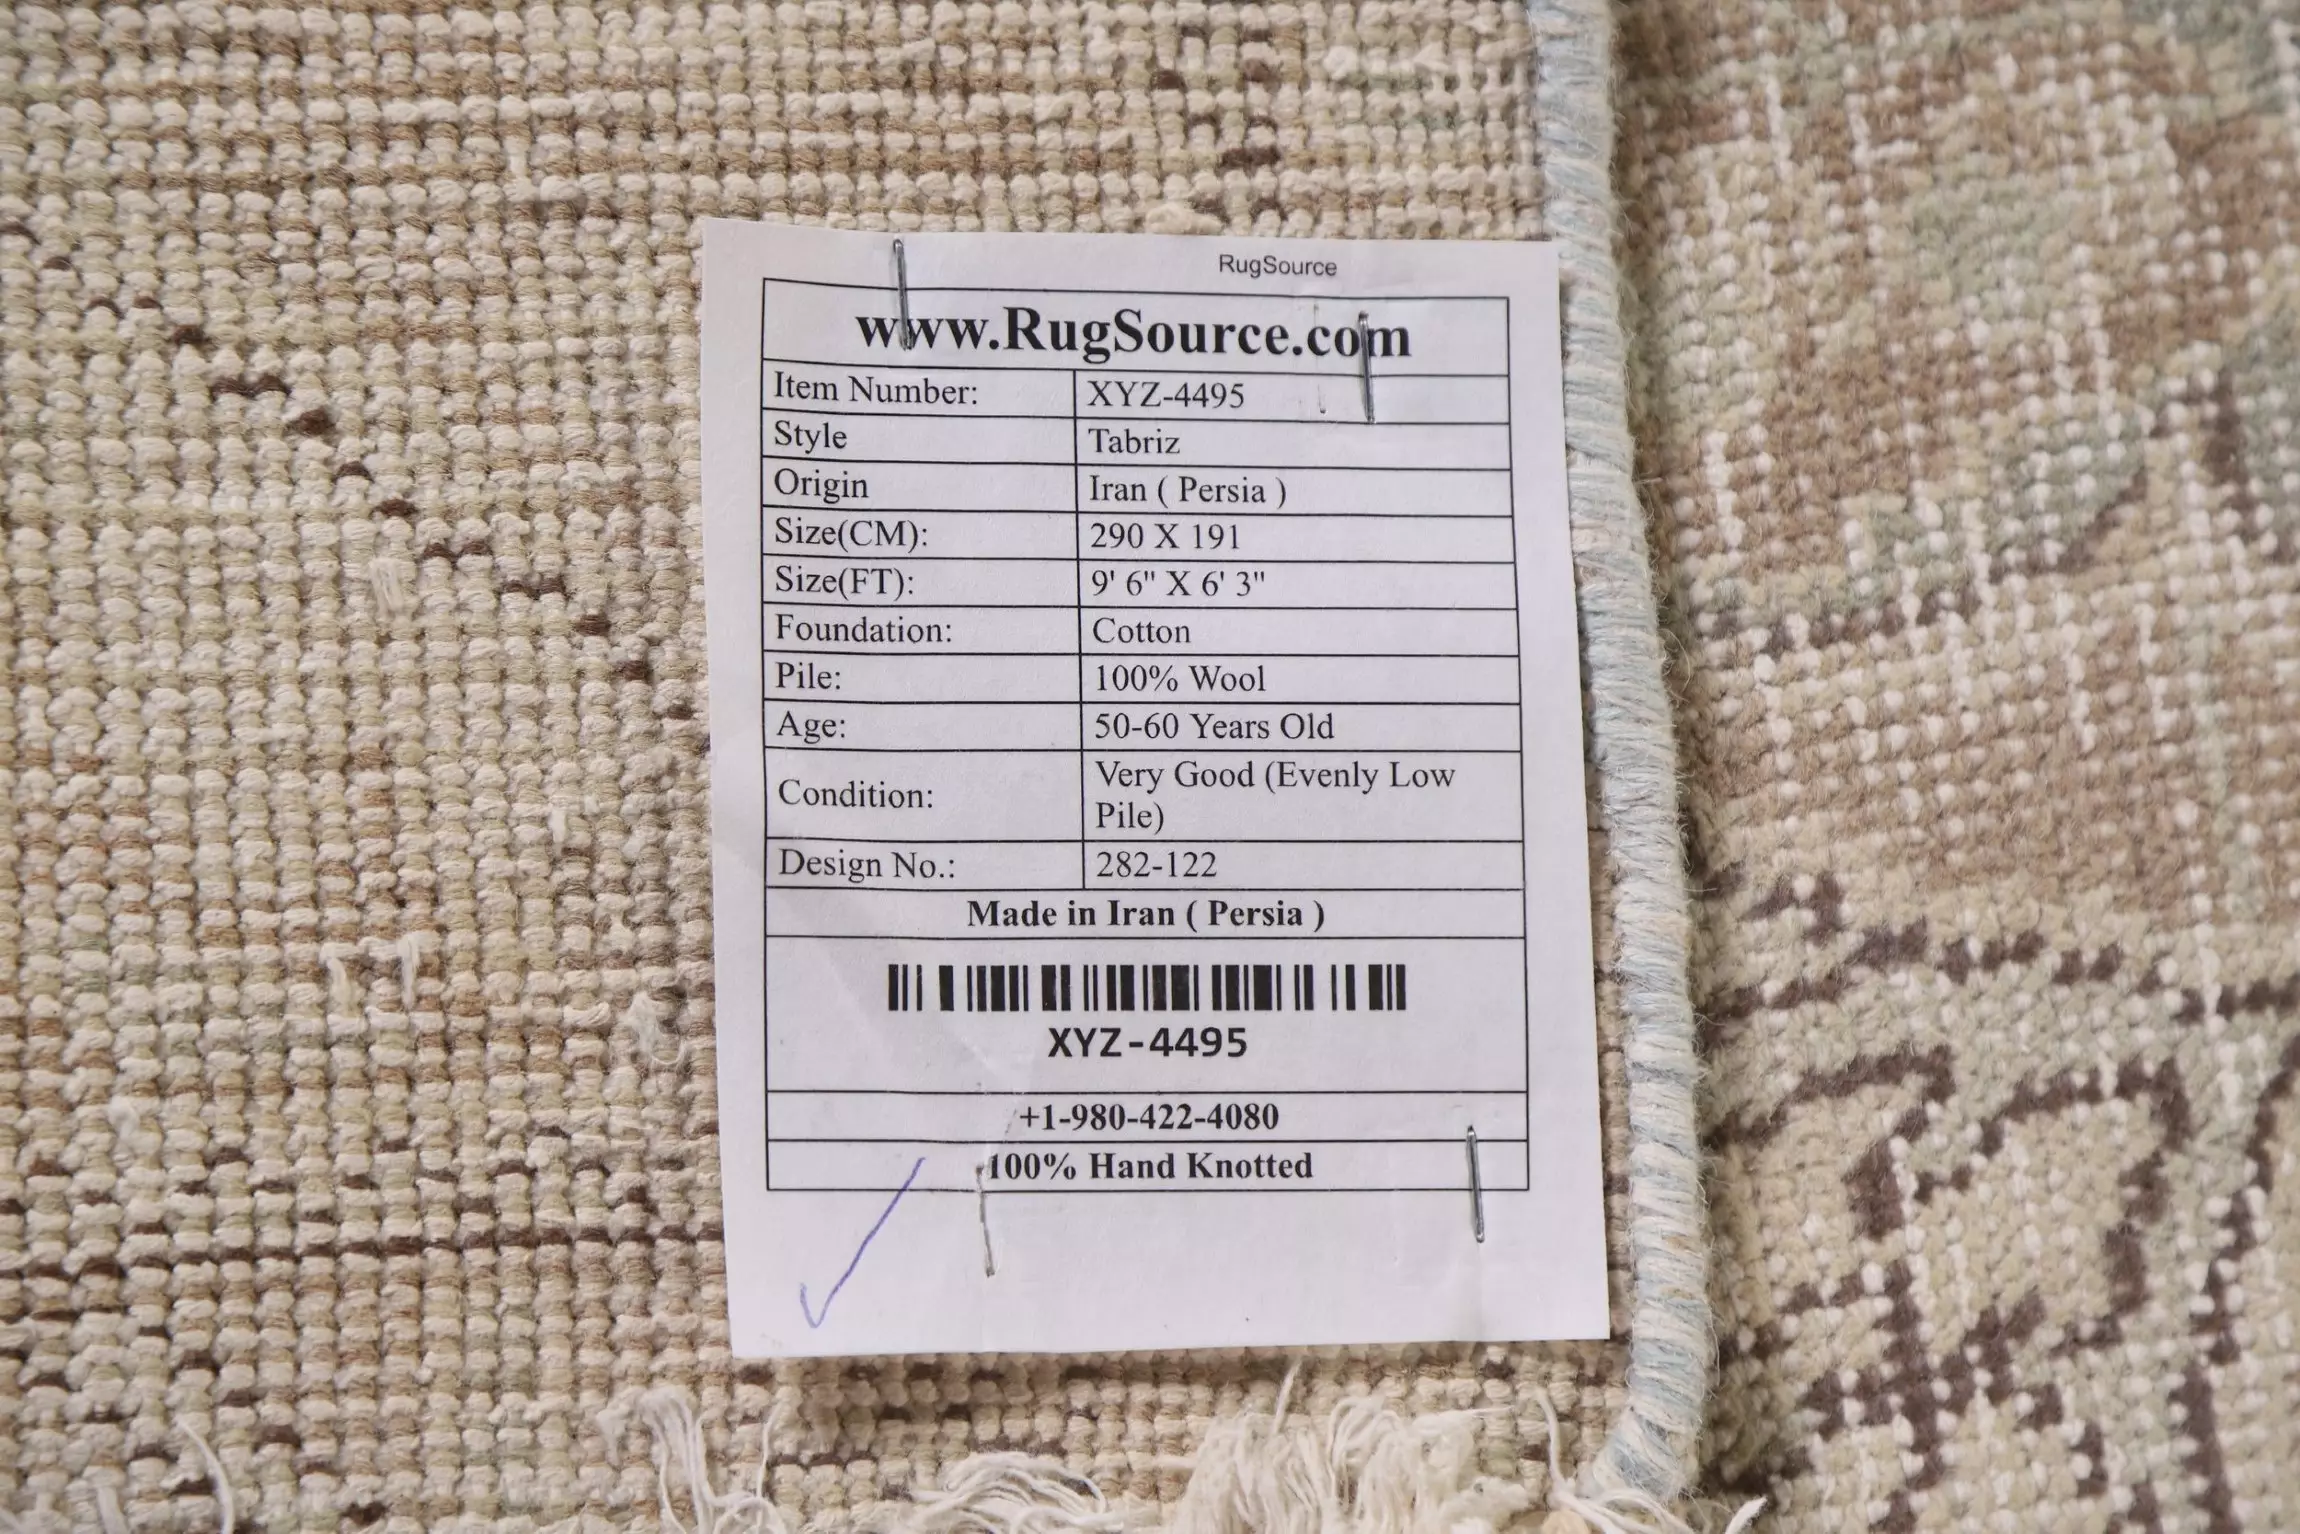 RugSource
www.RugSource.com
Item Number: XYZ-4495
Style Tabriz
Origin Iran ( Persia )
Size(CM): 290 X 191
Size(FT): 9' 6" X 6' 3"
Foundation: Cotton
Pile: 100% Wool
Age: 50-60 Years Old
Condition: Very Good (Evenly Low
Pile)
Design No.: 282-122
Made in Iran ( Persia )
XYZ-4495
+1-980-422-4080
100% Hand Knotted